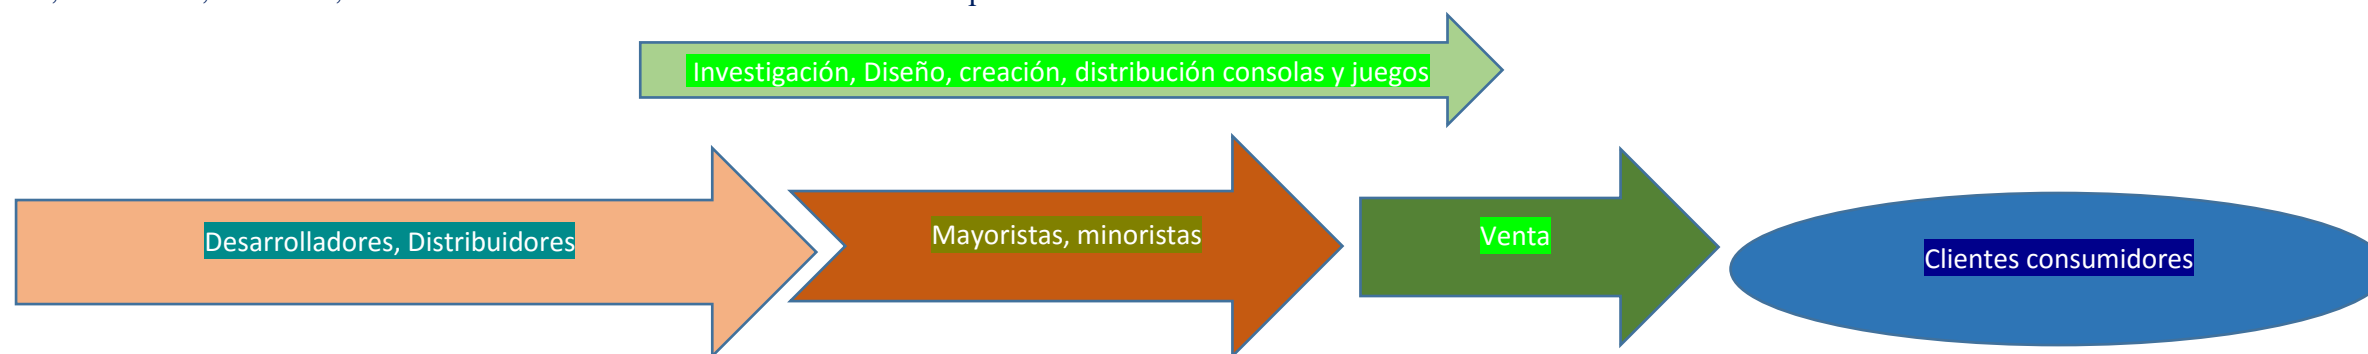 Investigación, Diseño, creación, distribución consolas y juegos
Desarrolladores, Distribuidores
Mayoristas, minoristas
Venta
Clientes consumidores